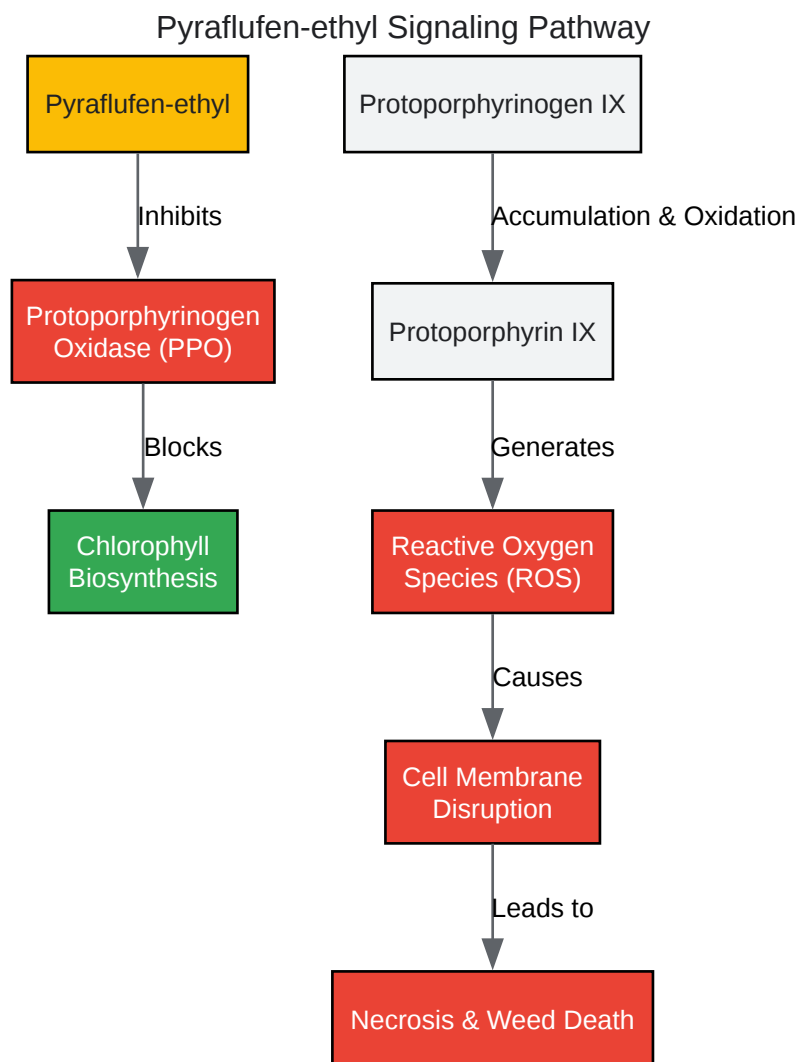 Pyraflufen-ethyl Signaling Pathway
Pyraflufen-ethyl
Inhibits
Protoporphyrinogen
Oxidase (PPO)
Blocks
Chlorophyll
Biosynthesis
Protoporphyrinogen IX
Accumulation & Oxidation
Protoporphyrin IX
Generates
Reactive Oxygen
Species (ROS)
Causes
Cell Membrane
Disruption
Leads to
Necrosis & Weed Death